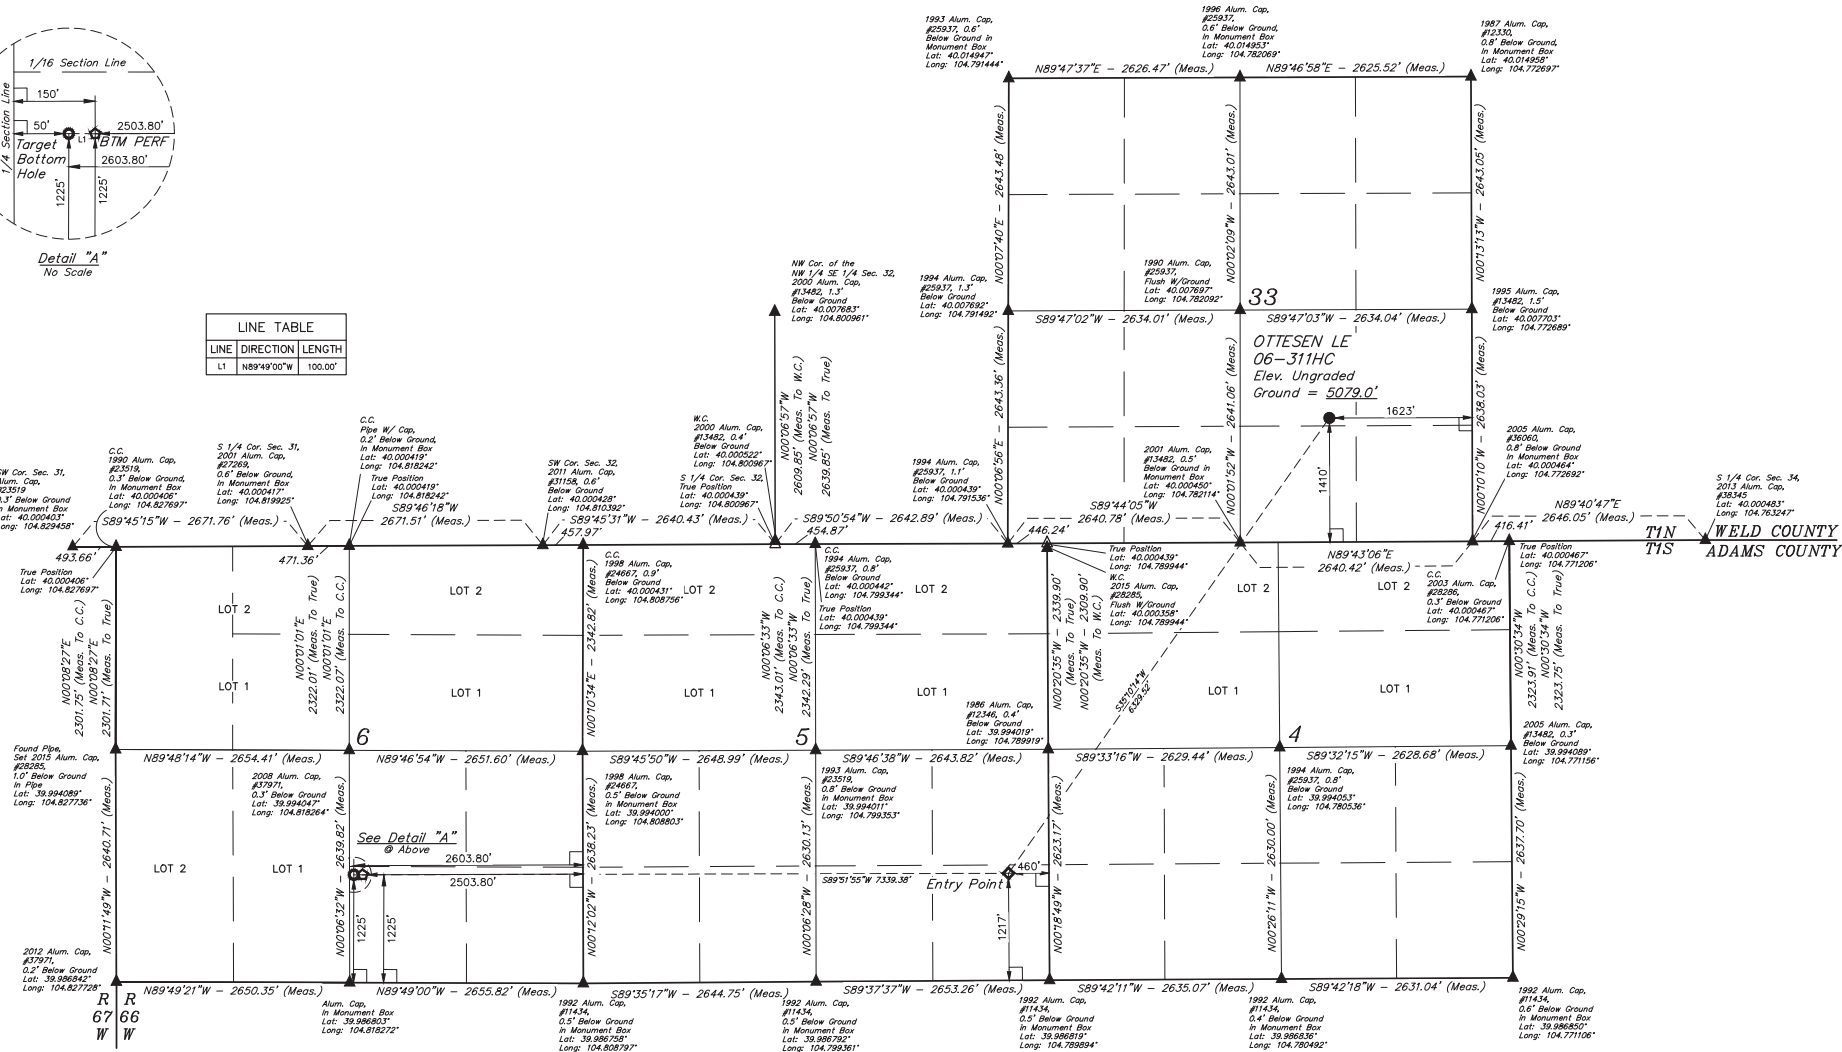 1/16 Section Line
1/4 Section Line
150'
50'
2503.80'
L1
BTM PERF
Target
Bottom
Hole
2603.80'
1225'
1225'
Detail "A"
No Scale
LINE TABLE
LINE DIRECTION LENGTH
L1 N89°49'00"W 100.00'
1993 Alum. Cap,
#25937, 0.6'
Below Ground in
Monument Box
Lat: 40.014947°
Long: 104.791444°
1996 Alum. Cap,
#25937,
0.6' Below Ground,
In Monument Box
Lat: 40.014953°
Long: 104.782069°
1987 Alum. Cap,
#12330,
0.8' Below Ground,
In Monument Box
Lat: 40.014958°
Long: 104.772697°
N89°47'37"E - 2626.47' (Meas.)
N89°46'58"E - 2625.52' (Meas.)
N00°07'40"E - 2643.48' (Meas.)
N00°02'09"W - 2643.01' (Meas.)
N00°13'13"W - 2643.05' (Meas.)
NW Cor. of the
NW 1/4 SE 1/4 Sec. 32,
2000 Alum. Cap,
#13482, 1.3'
Below Ground
Lat: 40.007683°
Long: 104.800961°
1994 Alum. Cap,
#25937, 1.3'
Below Ground
Lat: 40.007692°
Long: 104.791492°
1990 Alum. Cap,
#25937,
Flush W/Ground
Lat: 40.007697°
Long: 104.782092°
33
1995 Alum. Cap,
#13482, 1.5'
Below Ground
Lat: 40.007703°
Long: 104.772689°
S89°47'02"W - 2634.01' (Meas.)
S89°47'03"W - 2634.04' (Meas.)
OTTESEN LE
06-311HC
Elev. Ungraded
Ground = 5079.0'
1623'
1410'
N00°06'57"W
2609.85' (Meas. To W.C.)
N00°06'57"W
2639.85' (Meas. To True)
N00°06'56"E - 2643.36' (Meas.)
N00°01'52"W - 2641.06' (Meas.)
N00°10'10"W - 2638.03' (Meas.)
SW Cor. Sec. 31,
Alum. Cap,
Below Ground
In Monument Box
Lat: 40.000403°
Long: 104.829458°
C.C.
1990 Alum. Cap,
#23519,
0.3' Below Ground,
In Monument Box
Lat: 40.000406°
Long: 104.827697°
S 1/4 Cor. Sec. 31,
2001 Alum. Cap,
#27269,
0.6' Below Ground,
In Monument Box
Lat: 40.000417°
Long: 104.819925°
C.C.
Pipe W/ Cap,
0.2' Below Ground,
In Monument Box
Lat: 40.000419°
Long: 104.818242°
True Position
Lat: 40.000419°
Long: 104.818242°
SW Cor. Sec. 32,
2011 Alum. Cap,
#31158, 0.6'
Below Ground
Lat: 40.000428°
Long: 104.810392°
W.C.
2000 Alum. Cap,
#13482, 0.4'
Below Ground
Lat: 40.000522°
Long: 104.800967°
S 1/4 Cor. Sec. 32,
True Position
Lat: 40.000439°
Long: 104.800967°
1994 Alum. Cap,
#25937, 1.1'
Below Ground
Lat: 40.000439°
Long: 104.791536°
2001 Alum. Cap,
#13482, 0.5'
Below Ground in
Monument Box
Lat: 40.000450°
Long: 104.782114°
2005 Alum. Cap,
#36060,
0.8' Below Ground
In Monument Box
Lat: 40.000464°
Long: 104.772692°
S 1/4 Cor. Sec. 34,
2013 Alum. Cap,
#38345
Lat: 40.000483°
Long: 104.763247°
S89°45'15"W - 2671.76' (Meas.)
S89°46'18"W
2671.51' (Meas.)
S89°45'31"W - 2640.43' (Meas.)
S89°50'54"W - 2642.89' (Meas.)
S89°44'05"W
2640.78' (Meas.)
N89°43'06"E
2640.42' (Meas.)
N89°40'47"E
2646.05' (Meas.)
493.66'
471.36'
457.97'
454.87'
446.24'
416.41'
T1N WELD COUNTY
T1S ADAMS COUNTY
True Position
Lat: 40.000406°
Long: 104.827697°
C.C.
1998 Alum. Cap,
#24667, 0.9'
Below Ground
Lat: 40.000431°
Long: 104.808756°
C.C.
1994 Alum. Cap,
#25937, 0.8'
Below Ground
Lat: 40.000442°
Long: 104.799344°
True Position
Lat: 40.000439°
Long: 104.799344°
True Position
Lat: 40.000439°
Long: 104.789944°
W.C.
2015 Alum. Cap,
#28285,
Flush W/Ground
Lat: 40.000358°
Long: 104.789944°
C.C.
2003 Alum. Cap,
#28286,
0.3' Below Ground
Lat: 40.000467°
Long: 104.771206°
True Position
Lat: 40.000467°
Long: 104.771206°
N00°08'27"E
2301.75' (Meas. To C.C.)
N00°08'27"E
2301.71' (Meas. To True)
N00°01'01"E
2322.01' (Meas. To True)
N00°01'01"E
2322.07' (Meas. To C.C.)
N00°10'34"E - 2342.82' (Meas.)
N00°06'33"W
2343.01' (Meas. To C.C.)
N00°06'33"W
2342.29' (Meas. To True)
N00°20'35"W - 2339.90'
(Meas. To True)
N00°20'35"W - 2309.90'
(Meas. To W.C.)
N00°30'34"W
2323.91' (Meas. To C.C.)
N00°30'34"W
2323.75' (Meas. To True)
LOT 2
LOT 2
LOT 2
LOT 2
LOT 2
LOT 1
LOT 1
LOT 1
LOT 1
LOT 1
S35°10'14"W
6329.52'
6
5
4
Found Pipe,
Set 2015 Alum. Cap,
#28285,
1.0' Below Ground
In Pipe
Lat: 39.994089°
Long: 104.827736°
1986 Alum. Cap,
#12346, 0.4'
Below Ground
Lat: 39.994019°
Long: 104.789919°
2005 Alum. Cap,
#13482, 0.3'
Below Ground
Lat: 39.994089°
Long: 104.771156°
N89°48'14"W - 2654.41' (Meas.)
N89°46'54"W - 2651.60' (Meas.)
S89°45'50"W - 2648.99' (Meas.)
S89°46'38"W - 2643.82' (Meas.)
S89°33'16"W - 2629.44' (Meas.)
S89°32'15"W - 2628.68' (Meas.)
2008 Alum. Cap,
#37971,
0.3' Below Ground
Lat: 39.994047°
Long: 104.818264°
1998 Alum. Cap,
#24667,
0.5' Below Ground
In Monument Box
Lat: 39.994000°
Long: 104.808803°
1993 Alum. Cap,
#23519,
0.8' Below Ground
In Monument Box
Lat: 39.994011°
Long: 104.799353°
1994 Alum. Cap,
#25937, 0.8'
Below Ground
Lat: 39.994053°
Long: 104.780536°
N00°11'49"W - 2640.71' (Meas.)
N00°06'32"W - 2639.82' (Meas.)
N00°12'02"W - 2638.23' (Meas.)
N00°06'28"W - 2630.13' (Meas.)
N00°18'49"W - 2623.17' (Meas.)
N00°26'11"W - 2630.00' (Meas.)
N00°29'15"W - 2637.70' (Meas.)
See Detail "A"
@ Above
2603.80'
2503.80'
LOT 2
LOT 1
1225'
1225'
S89°51'55"W 7339.38'
Entry Point
460'
1217'
2012 Alum. Cap,
#37971,
0.2' Below Ground
Lat: 39.986842°
Long: 104.827728°
N89°49'21"W - 2650.35' (Meas.)
N89°49'00"W - 2655.82' (Meas.)
S89°35'17"W - 2644.75' (Meas.)
S89°37'37"W - 2653.26' (Meas.)
S89°42'11"W - 2635.07' (Meas.)
S89°42'18"W - 2631.04' (Meas.)
R R
67 66
W W
Alum. Cap,
In Monument Box
Lat: 39.986803°
Long: 104.818272°
1992 Alum. Cap,
#11434,
0.5' Below Ground
In Monument Box
Lat: 39.986758°
Long: 104.808797°
1992 Alum. Cap,
#11434,
0.5' Below Ground
In Monument Box
Lat: 39.986792°
Long: 104.799361°
1992 Alum. Cap,
#11434,
0.5' Below Ground
In Monument Box
Lat: 39.986819°
Long: 104.789894°
1992 Alum. Cap,
#11434,
0.4' Below Ground
In Monument Box
Lat: 39.986836°
Long: 104.780492°
1992 Alum. Cap,
#11434,
0.6' Below Ground
In Monument Box
Lat: 39.986850°
Long: 104.771106°